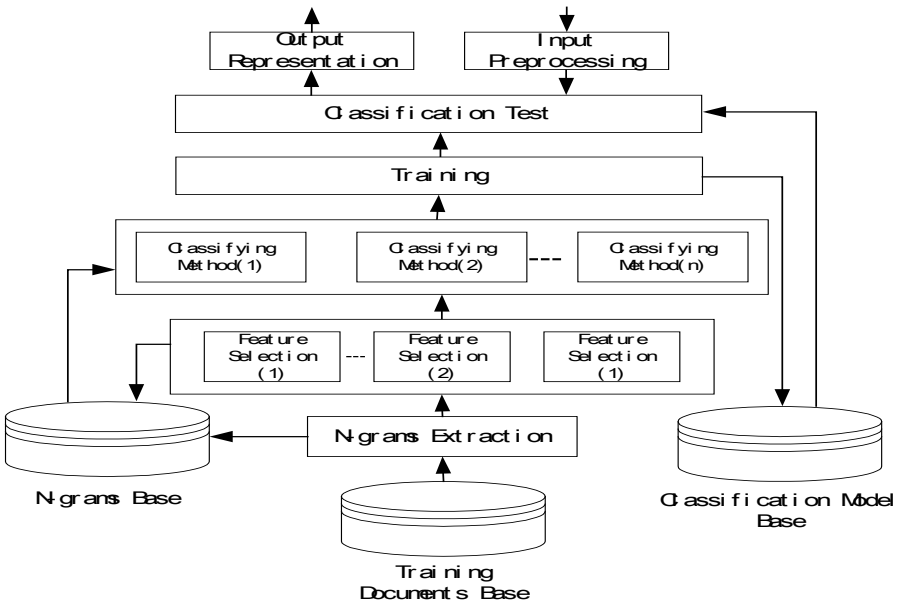 Output
Representation
Input
Preprocessing
Classification Test
Training
Classifying
Method(1)
Classifying
Method(2)
Classifying
Method(n)
Feature
Selection
(1)
Feature
Selection
(2)
Feature
Selection
(1)
N-grams Extraction
N-grams Base
Classification Model
Base
Training
Documents Base